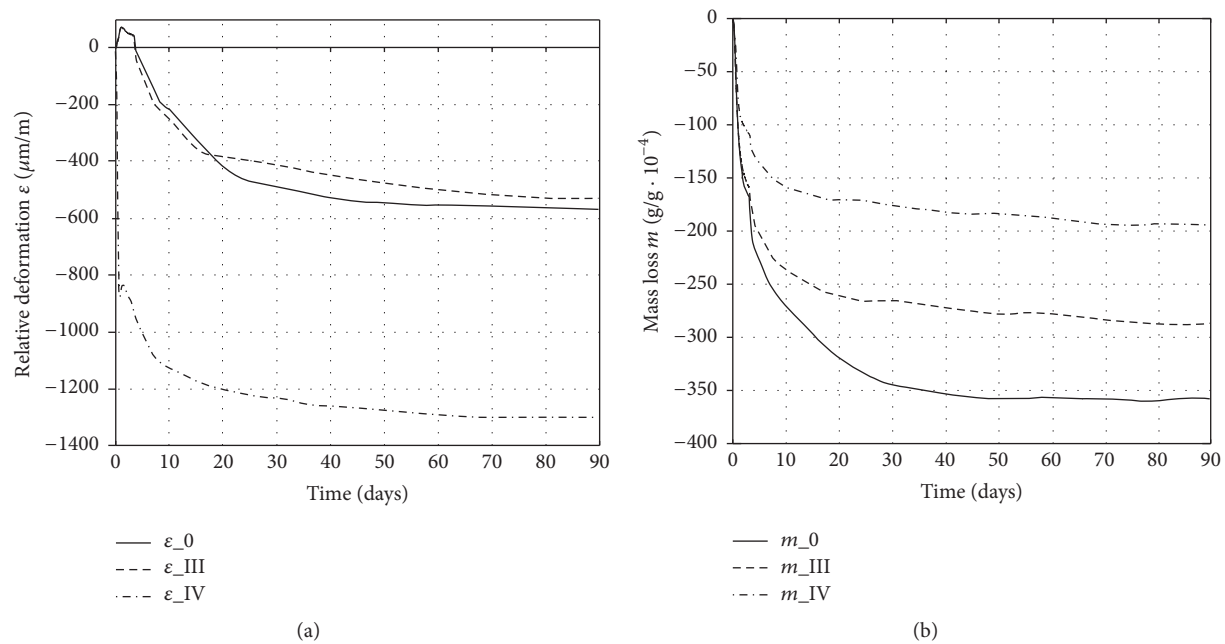 Relative deformation ε (μm/m)
0
−200
−400
−600
−800
−1000
−1200
−1400
0 10 20 30 40 50 60 70 80 90
Time (days)
ε_0
ε_III
ε_IV
(a)
Mass loss m (g/g · 10⁻⁴)
0
−50
−100
−150
−200
−250
−300
−350
−400
0 10 20 30 40 50 60 70 80 90
Time (days)
m_0
m_III
m_IV
(b)